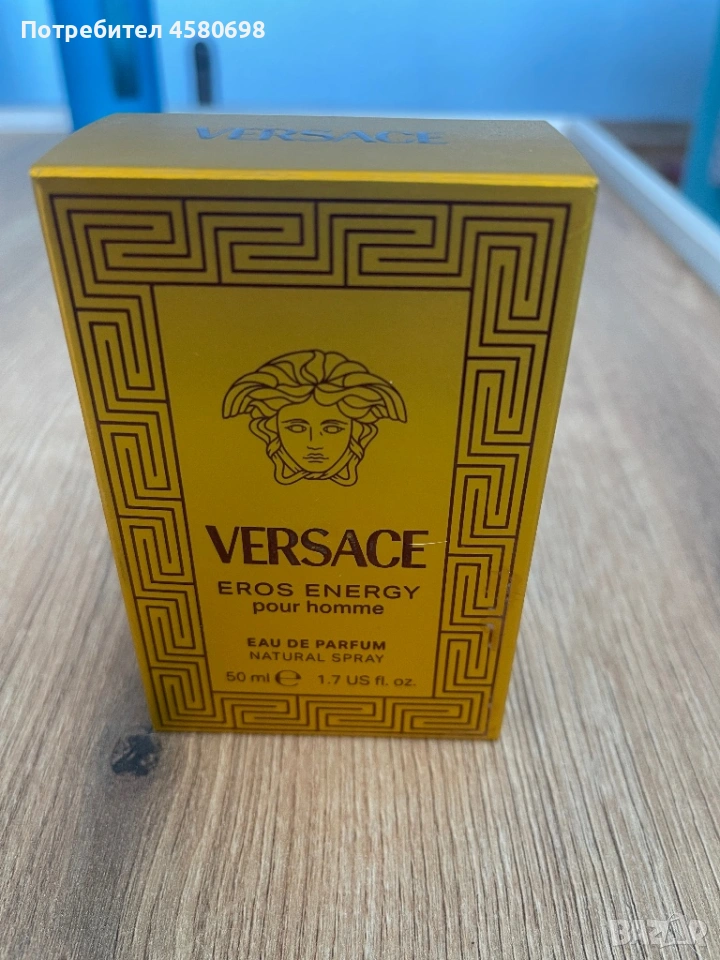 Потребител 4580698
VERSACE
VERSACE
EROS ENERGY
pour homme
EAU DE PARFUM
NATURAL SPRAY
50 ml e 1.7 US fl. oz.
BAZAR